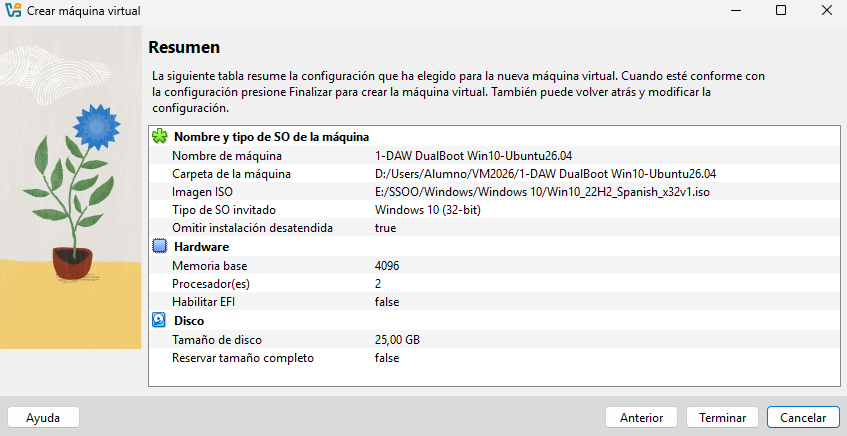 Crear máquina virtual
Resumen
La siguiente tabla resume la configuración que ha elegido para la nueva máquina virtual. Cuando esté conforme con
la configuración presione Finalizar para crear la máquina virtual. También puede volver atrás y modificar la
configuración.
Nombre y tipo de SO de la máquina
Nombre de máquina 1-DAW DualBoot Win10-Ubuntu26.04
Carpeta de la máquina D:/Users/Alumno/VM2026/1-DAW DualBoot Win10-Ubuntu26.04
Imagen ISO E:/SSOO/Windows/Windows 10/Win10_22H2_Spanish_x32v1.iso
Tipo de SO invitado Windows 10 (32-bit)
Omitir instalación desatendida true
Hardware
Memoria base 4096
Procesador(es) 2
Habilitar EFI false
Disco
Tamaño de disco 25,00 GB
Reservar tamaño completo false
Ayuda Anterior Terminar Cancelar